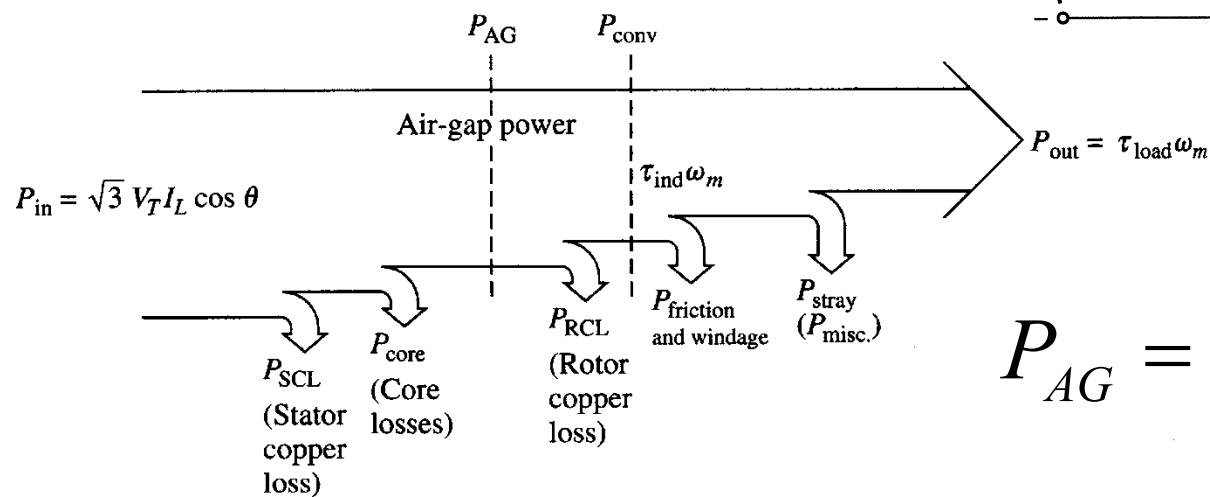 P_AG P_conv
Air-gap power
P_out = τ_load ω_m
τ_ind ω_m
P_in = √3 V_T I_L cos θ
P_SCL
(Stator
copper
loss)
P_core
(Core
losses)
P_RCL
(Rotor
copper
loss)
P_friction
and windage
P_stray
(P_misc.)
P_AG =